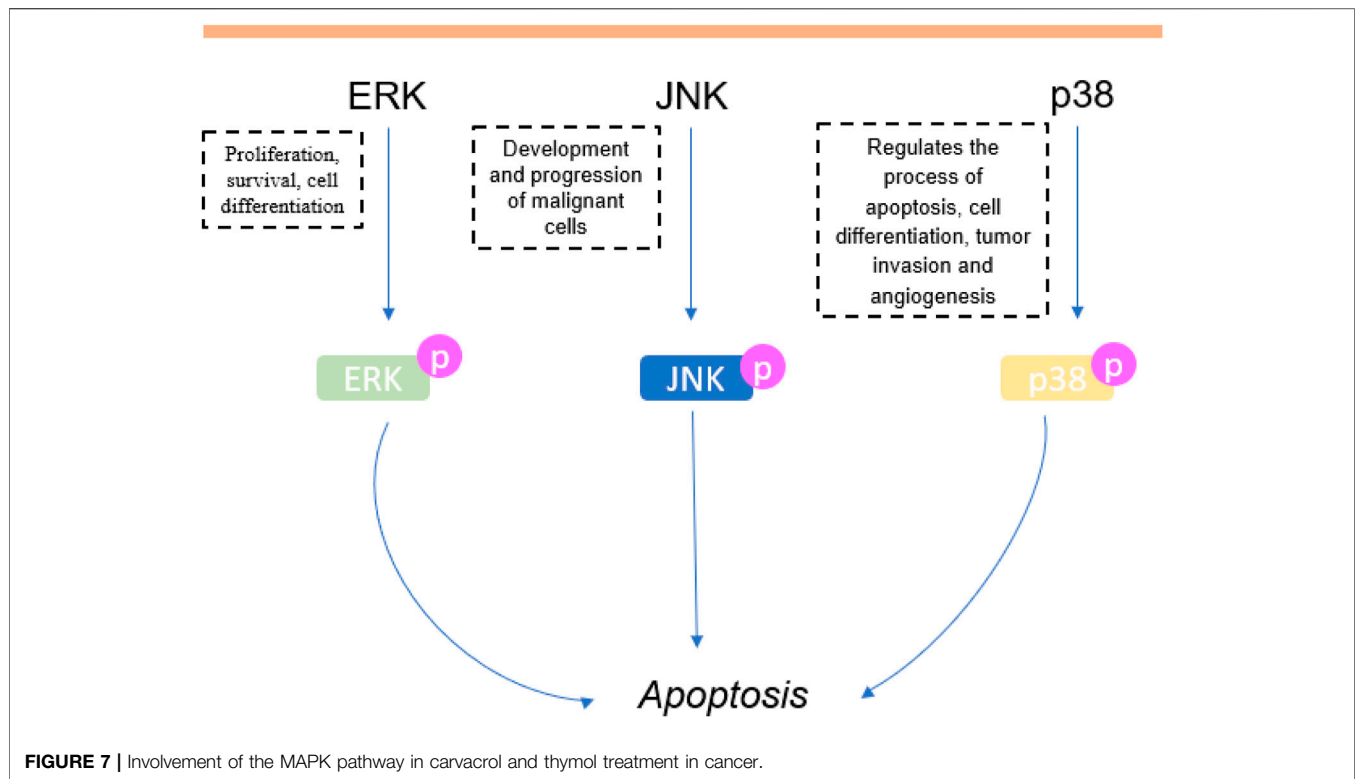 ERK
JNK
p38
Proliferation,
survival, cell
differentiation
Development
and progression
of malignant
cells
Regulates the
process of
apoptosis, cell
differentiation, tumor
invasion and
angiogenesis
ERK
p
JNK
p
p38
p
Apoptosis
FIGURE 7 | Involvement of the MAPK pathway in carvacrol and thymol treatment in cancer.